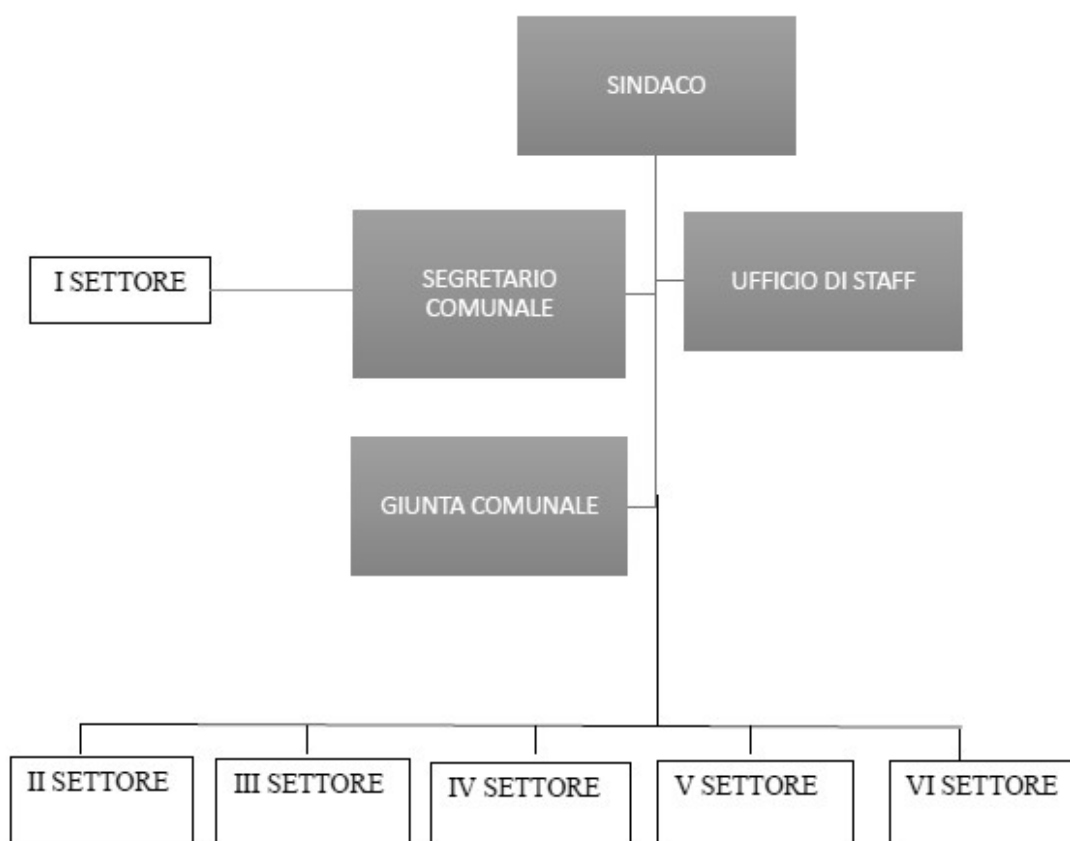 SINDACO
I SETTORE
SEGRETARIO
COMUNALE
UFFICIO DI STAFF
GIUNTA COMUNALE
II SETTORE
III SETTORE
IV SETTORE
V SETTORE
VI SETTORE